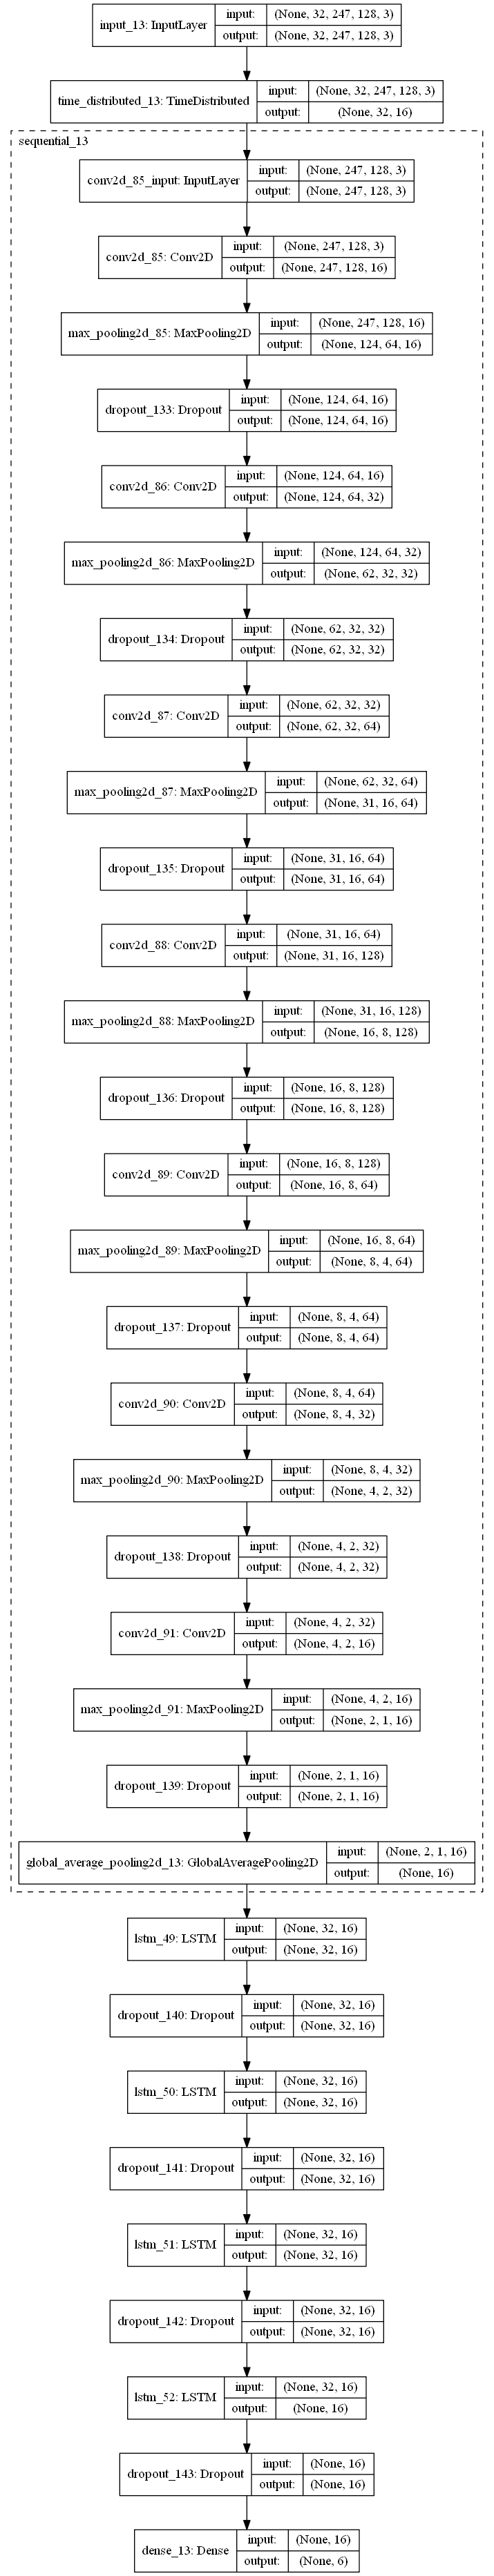 input_13: InputLayer
input: (None, 32, 247, 128, 3)
output: (None, 32, 247, 128, 3)
time_distributed_13: TimeDistributed
input: (None, 32, 247, 128, 3)
output: (None, 32, 16)
sequential_13
conv2d_85_input: InputLayer
input: (None, 247, 128, 3)
output: (None, 247, 128, 3)
conv2d_85: Conv2D
input: (None, 247, 128, 3)
output: (None, 247, 128, 16)
max_pooling2d_85: MaxPooling2D
input: (None, 247, 128, 16)
output: (None, 124, 64, 16)
dropout_133: Dropout
input: (None, 124, 64, 16)
output: (None, 124, 64, 16)
conv2d_86: Conv2D
input: (None, 124, 64, 16)
output: (None, 124, 64, 32)
max_pooling2d_86: MaxPooling2D
input: (None, 124, 64, 32)
output: (None, 62, 32, 32)
dropout_134: Dropout
input: (None, 62, 32, 32)
output: (None, 62, 32, 32)
conv2d_87: Conv2D
input: (None, 62, 32, 32)
output: (None, 62, 32, 64)
max_pooling2d_87: MaxPooling2D
input: (None, 62, 32, 64)
output: (None, 31, 16, 64)
dropout_135: Dropout
input: (None, 31, 16, 64)
output: (None, 31, 16, 64)
conv2d_88: Conv2D
input: (None, 31, 16, 64)
output: (None, 31, 16, 128)
max_pooling2d_88: MaxPooling2D
input: (None, 31, 16, 128)
output: (None, 16, 8, 128)
dropout_136: Dropout
input: (None, 16, 8, 128)
output: (None, 16, 8, 128)
conv2d_89: Conv2D
input: (None, 16, 8, 128)
output: (None, 16, 8, 64)
max_pooling2d_89: MaxPooling2D
input: (None, 16, 8, 64)
output: (None, 8, 4, 64)
dropout_137: Dropout
input: (None, 8, 4, 64)
output: (None, 8, 4, 64)
conv2d_90: Conv2D
input: (None, 8, 4, 64)
output: (None, 8, 4, 32)
max_pooling2d_90: MaxPooling2D
input: (None, 8, 4, 32)
output: (None, 4, 2, 32)
dropout_138: Dropout
input: (None, 4, 2, 32)
output: (None, 4, 2, 32)
conv2d_91: Conv2D
input: (None, 4, 2, 32)
output: (None, 4, 2, 16)
max_pooling2d_91: MaxPooling2D
input: (None, 4, 2, 16)
output: (None, 2, 1, 16)
dropout_139: Dropout
input: (None, 2, 1, 16)
output: (None, 2, 1, 16)
global_average_pooling2d_13: GlobalAveragePooling2D
input: (None, 2, 1, 16)
output: (None, 16)
lstm_49: LSTM
input: (None, 32, 16)
output: (None, 32, 16)
dropout_140: Dropout
input: (None, 32, 16)
output: (None, 32, 16)
lstm_50: LSTM
input: (None, 32, 16)
output: (None, 32, 16)
dropout_141: Dropout
input: (None, 32, 16)
output: (None, 32, 16)
lstm_51: LSTM
input: (None, 32, 16)
output: (None, 32, 16)
dropout_142: Dropout
input: (None, 32, 16)
output: (None, 32, 16)
lstm_52: LSTM
input: (None, 32, 16)
output: (None, 16)
dropout_143: Dropout
input: (None, 16)
output: (None, 16)
dense_13: Dense
input: (None, 16)
output: (None, 6)